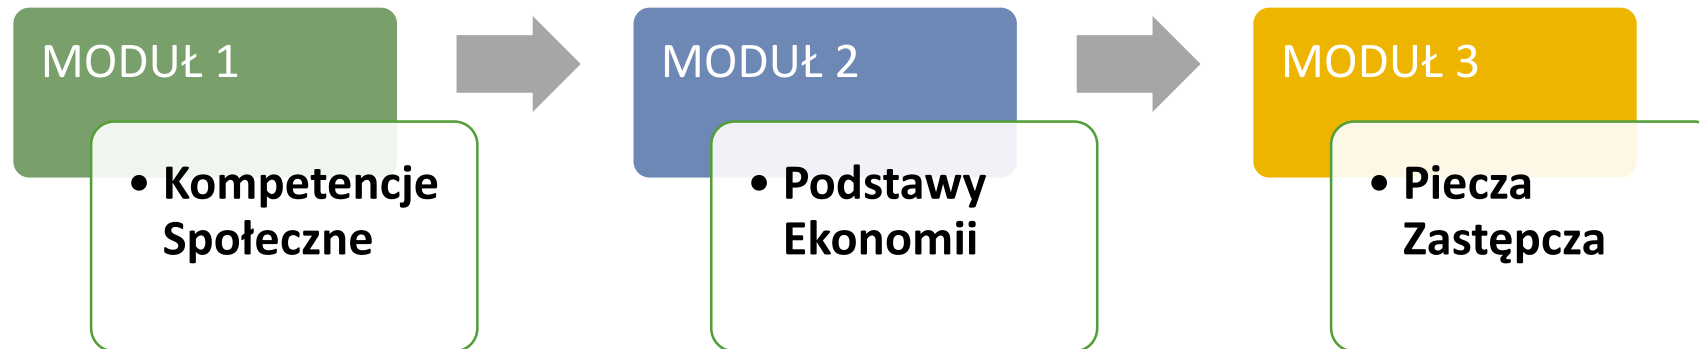 MODUŁ 1
• Kompetencje
Społeczne
MODUŁ 2
• Podstawy
Ekonomii
MODUŁ 3
• Piecza
Zastępcza